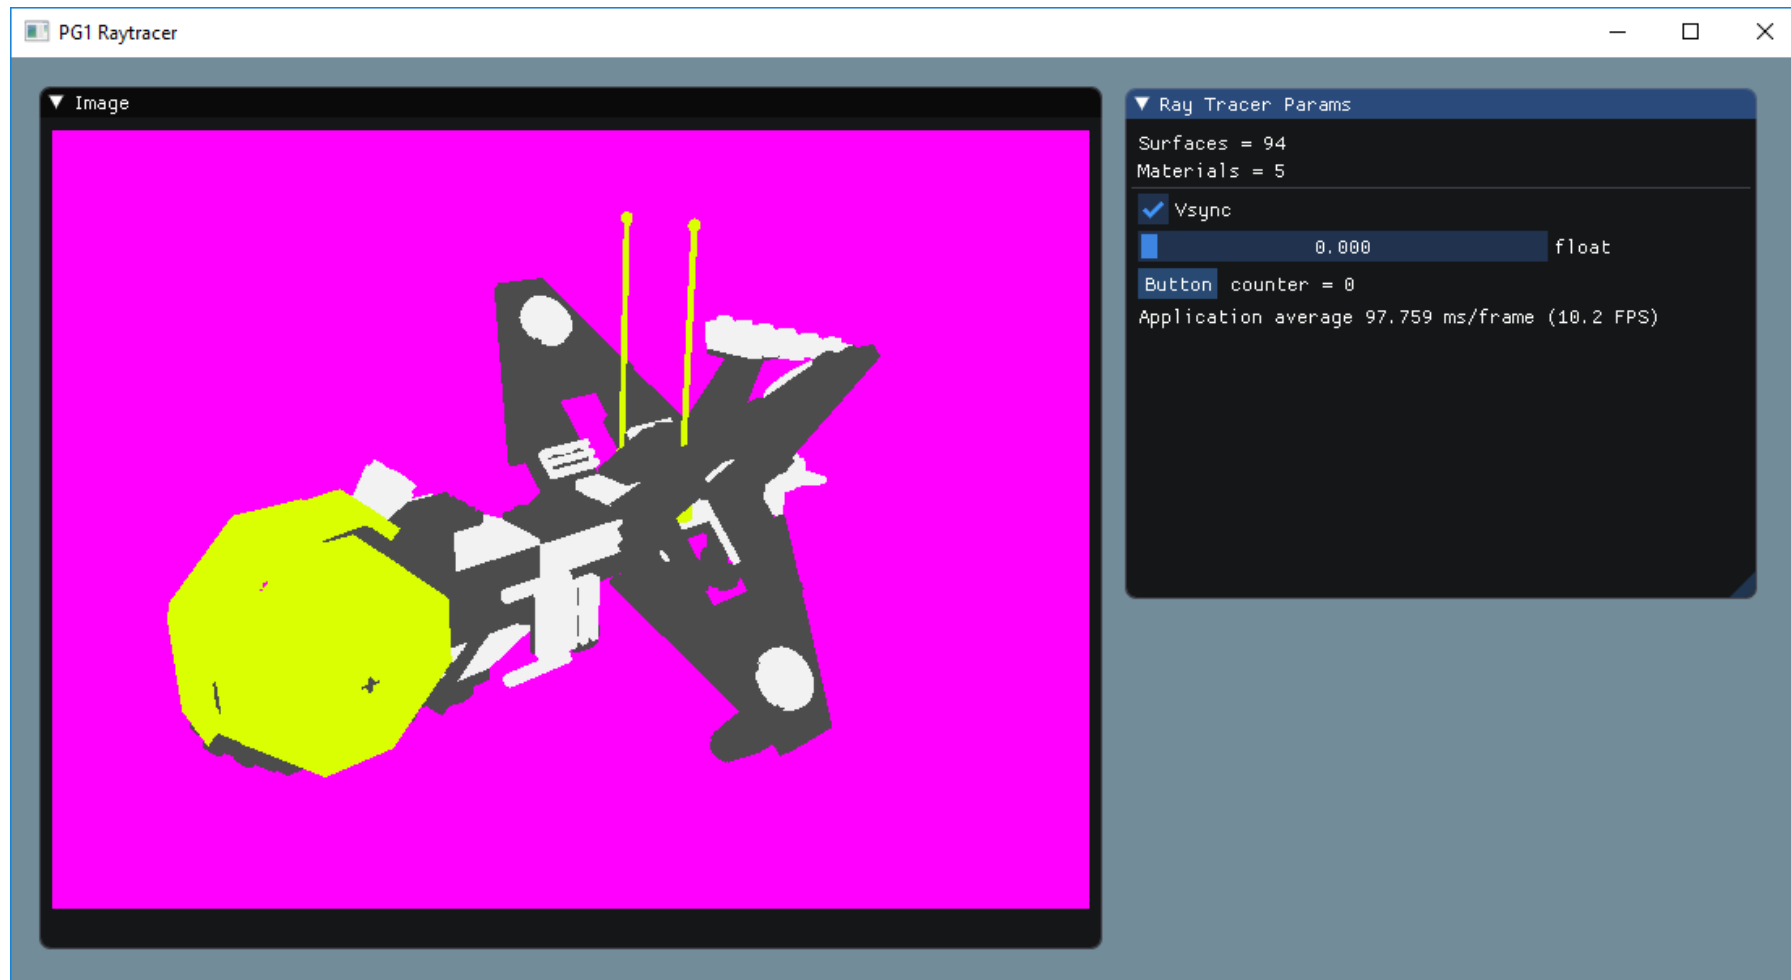 PG1 Raytracer
Image
Ray Tracer Params
Surfaces = 94
Materials = 5
Vsync
0.000 float
Button counter = 0
Application average 97.759 ms/frame (10.2 FPS)